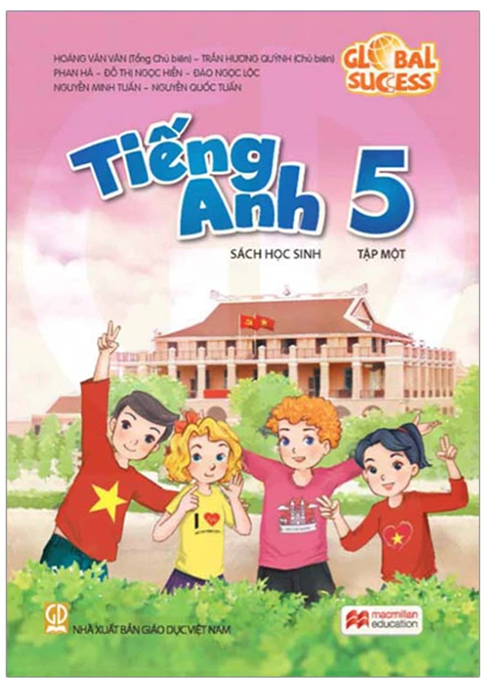 HOÀNG VĂN VÂN (Tổng Chủ biên) – TRẦN HƯƠNG QUỲNH (Chủ biên)
PHAN HÀ – ĐỖ THỊ NGỌC HIỀN – ĐÀO NGỌC LỘC
NGUYỄN MINH TUẤN – NGUYỄN QUỐC TUẤN
GLOBAL
SUCCESS
Tiếng
Anh 5
SÁCH HỌC SINH TẬP MỘT
I
GD
NHÀ XUẤT BẢN GIÁO DỤC VIỆT NAM
macmillan
education